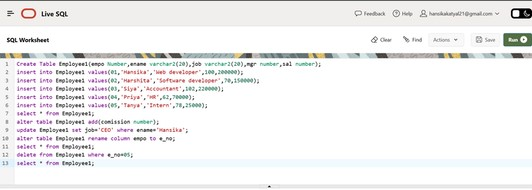 Live SQL
Feedback
Help
hansikakatyal21@gmail.com
SQL Worksheet
Clear
Find
Actions
Save
Run
1 Create Table Employee1(empo Number,ename varchar2(20),job varchar2(20),mgr number,sal number);
2 insert into Employee1 values(01,'Hansika','Web developer',100,200000);
3 insert into Employee1 values(02,'Harshita','Software developer',70,150000);
4 insert into Employee1 values(03,'Siya','Accountant',102,220000);
5 insert into Employee1 values(04,'Priya','HR',62,70000);
6 insert into Employee1 values(05,'Tanya','Intern',78,25000);
7 select * from Employee1;
8 alter table Employee1 add(comission number);
9 update Employee1 set job='CEO' where ename='Hansika';
10 alter table Employee1 rename column empo to e_no;
11 select * from Employee1;
12 delete from Employee1 where e_no=05;
13 select * from Employee1;